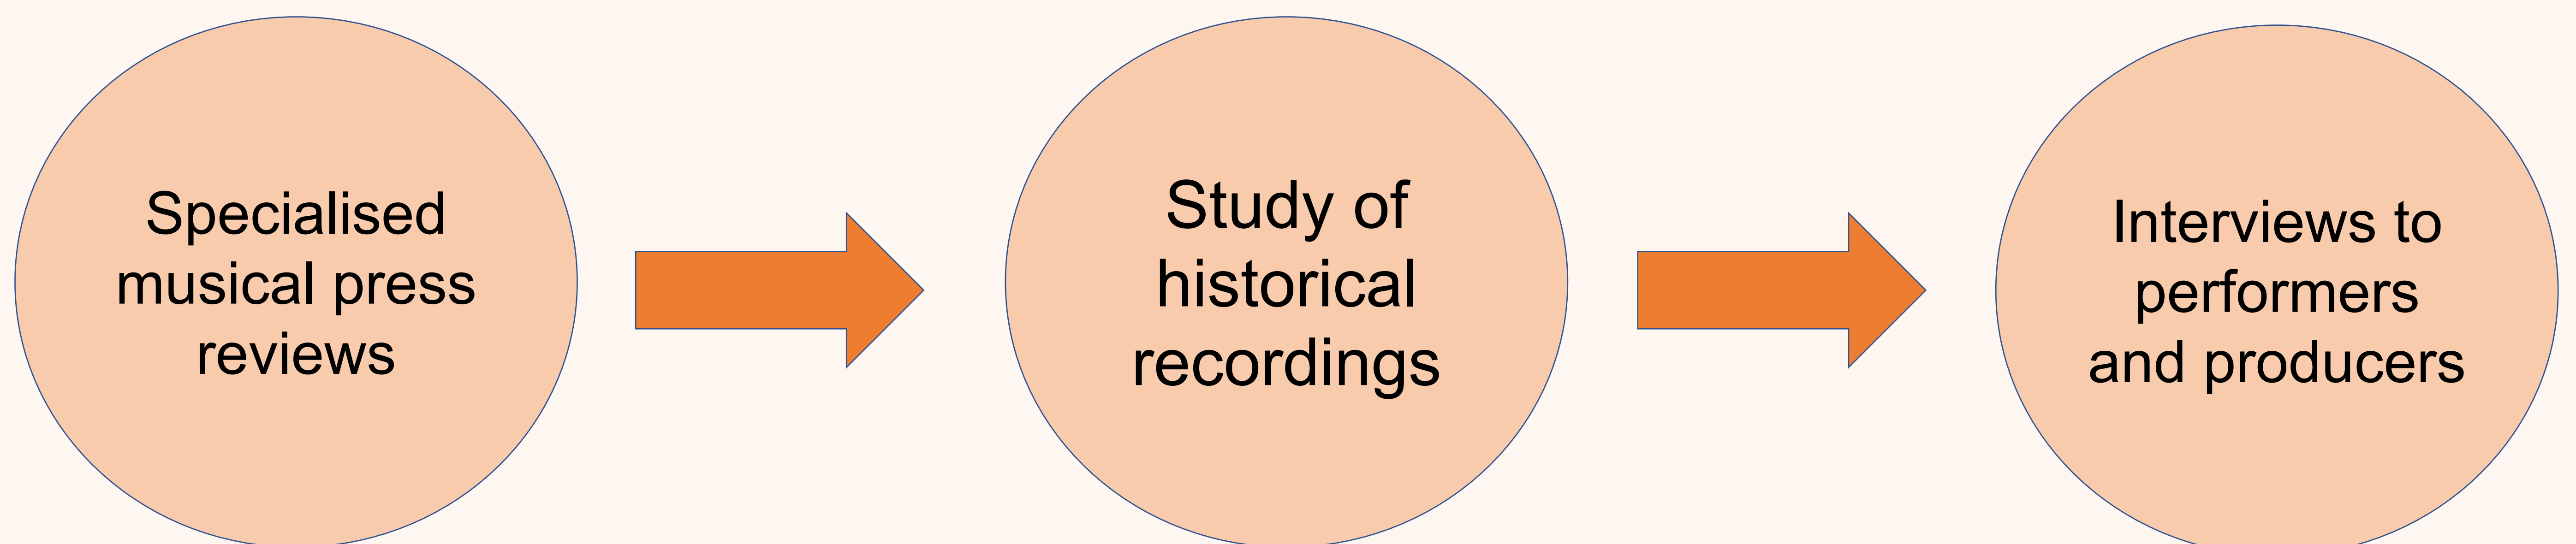 Specialised
musical press
reviews
Study of
historical
recordings
Interviews to
performers
and producers